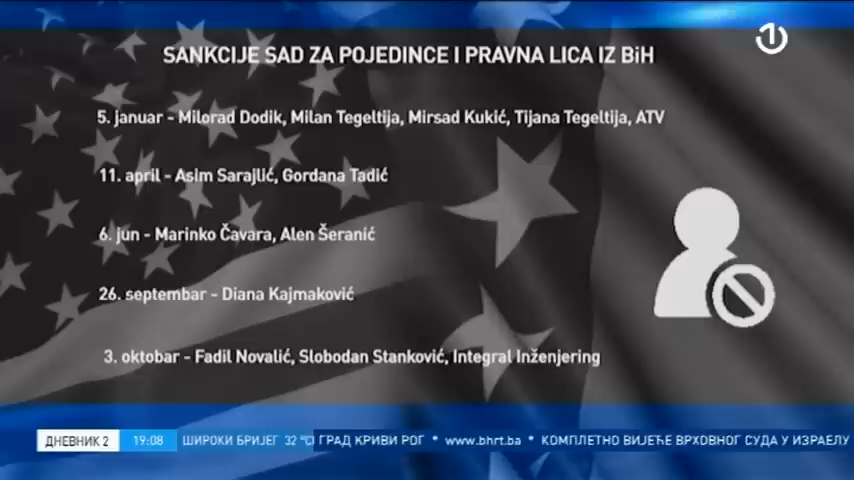 1
SANKCIJE SAD ZA POJEDINCE I PRAVNA LICA IZ BiH
5. januar - Milorad Dodik, Milan Tegeltija, Mirsad Kukić, Tijana Tegeltija, ATV
11. april - Asim Sarajlić, Gordana Tadić
6. jun - Marinko Čavara, Alen Šeranić
26. septembar - Diana Kajmaković
3. oktobar - Fadil Novalić, Slobodan Stanković, Integral Inženjering
ДНЕВНИК 2 19:08 ШИРОКИ БРИЈЕГ 32 °C ГРАД КРИВИ РОГ • www.bhrt.ba • КОМПЛЕТНО ВИЈЕЋЕ ВРХОВНОГ СУДА У ИЗРАЕЛУ